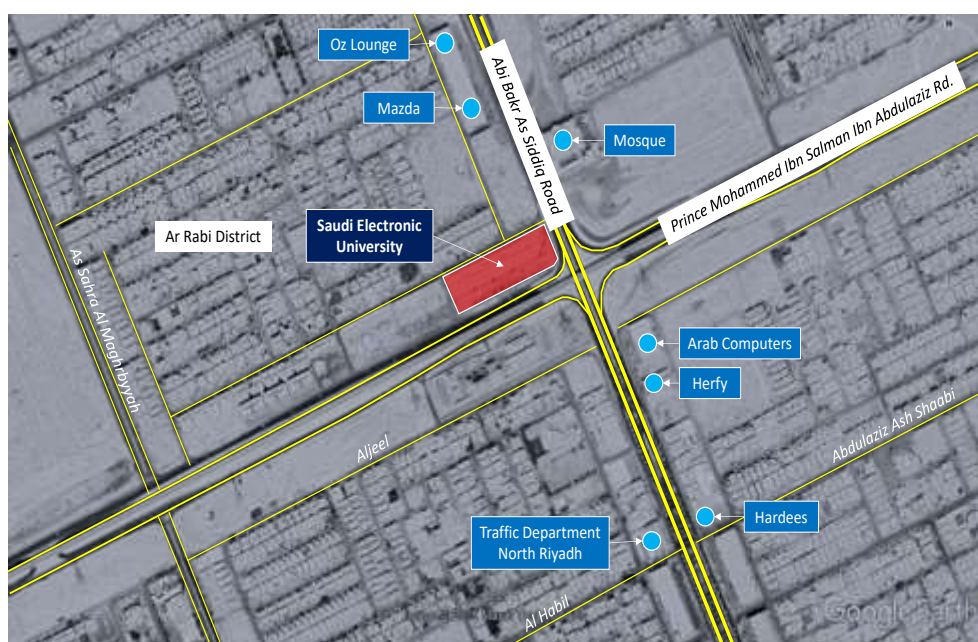 Oz Lounge
Mazda
Abi Bakr As Siddiq Road
Mosque
Prince Mohammed Ibn Salman Ibn Abdulaziz Rd.
Ar Rabi District
Saudi Electronic
University
As Sahra Al Maghrbyyah
Arab Computers
Herfy
Aljeel
Abdulaziz Ash Shaabi
Hardees
Traffic Department
North Riyadh
Al Habil
Google Earth